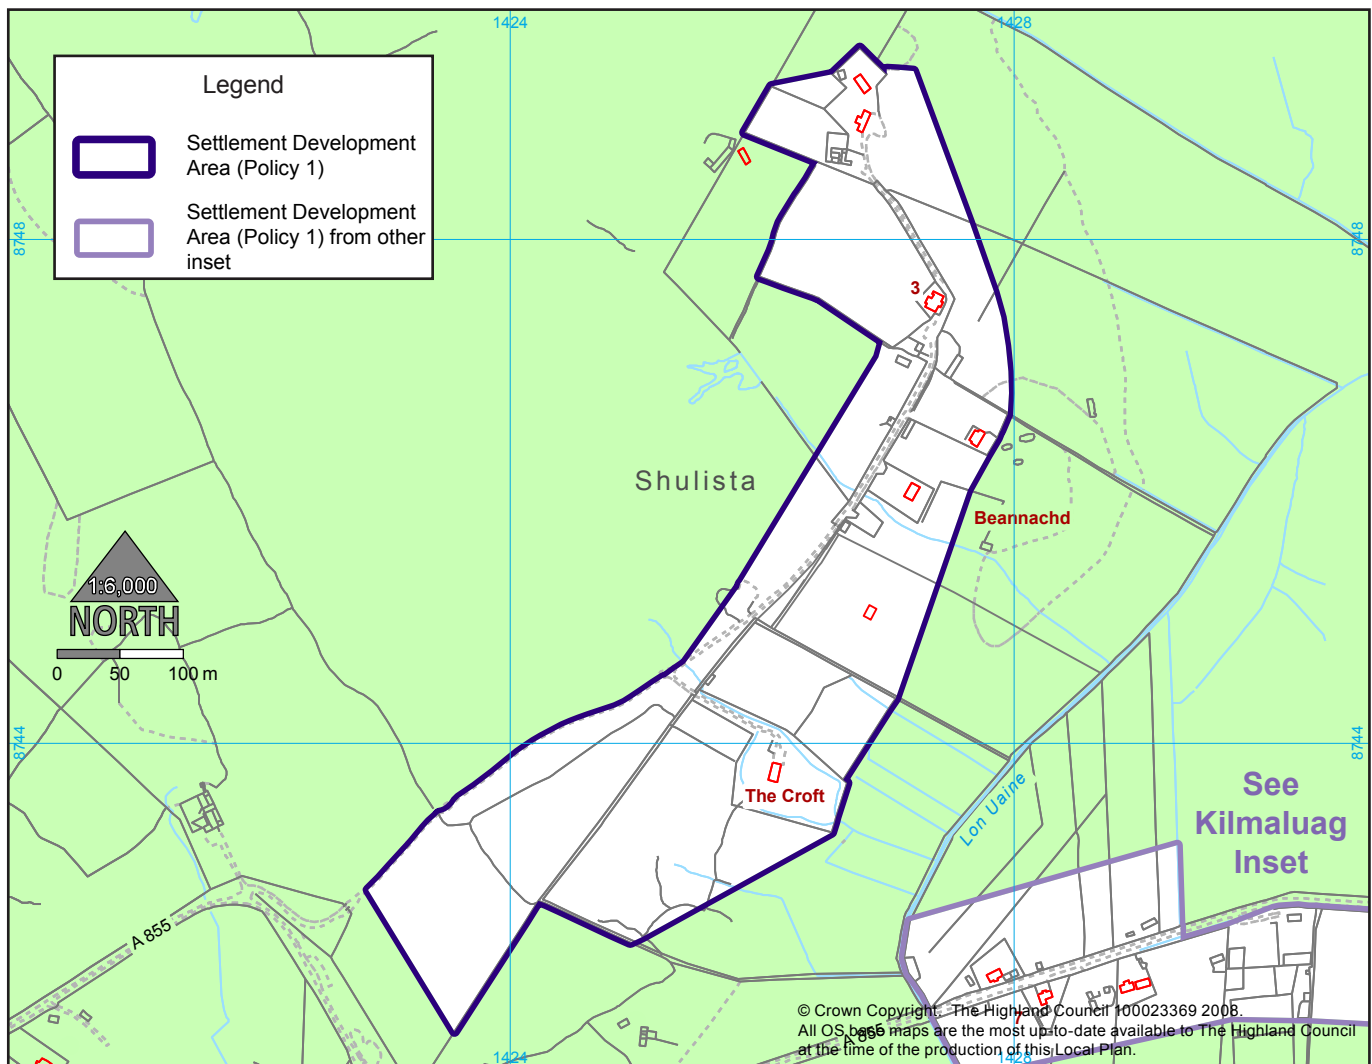 1424
1428
Legend
Settlement Development
Area (Policy 1)
Settlement Development
Area (Policy 1) from other
inset
8748
8748
3
Shulista
Beannachd
1:6,000
NORTH
0 50 100 m
8744
8744
The Croft
Lon Uaine
See
Kilmaluag
Inset
A 855
7
A 855
© Crown Copyright. The Highland Council 100023369 2008.
All OS base maps are the most up-to-date available to The Highland Council
at the time of the production of this Local Plan.
1424
1428